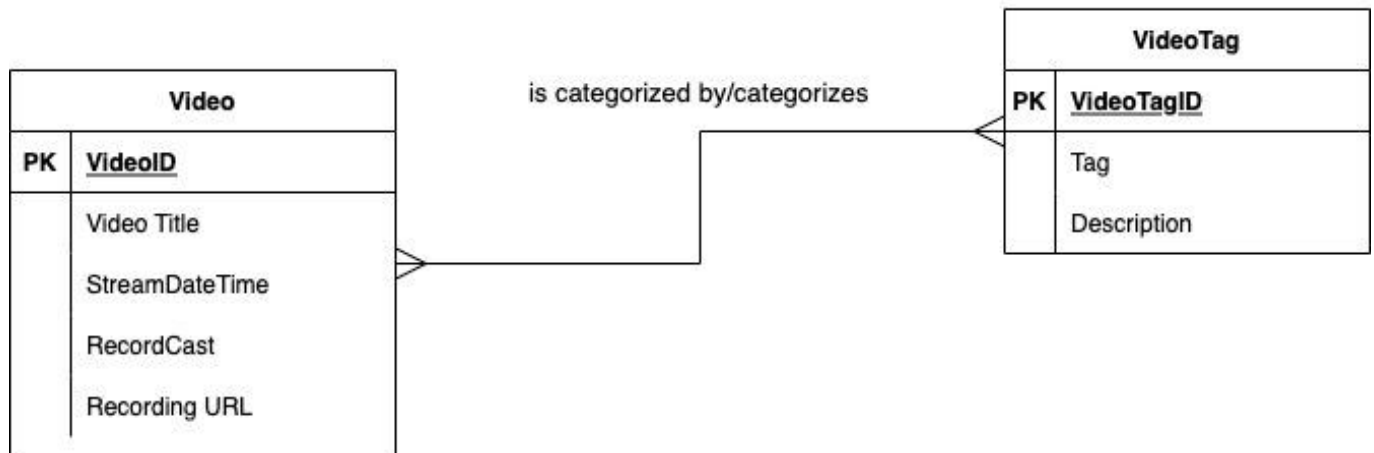 Video
PK VideoID
Video Title
StreamDateTime
RecordCast
Recording URL
is categorized by/categorizes
VideoTag
PK VideoTagID
Tag
Description